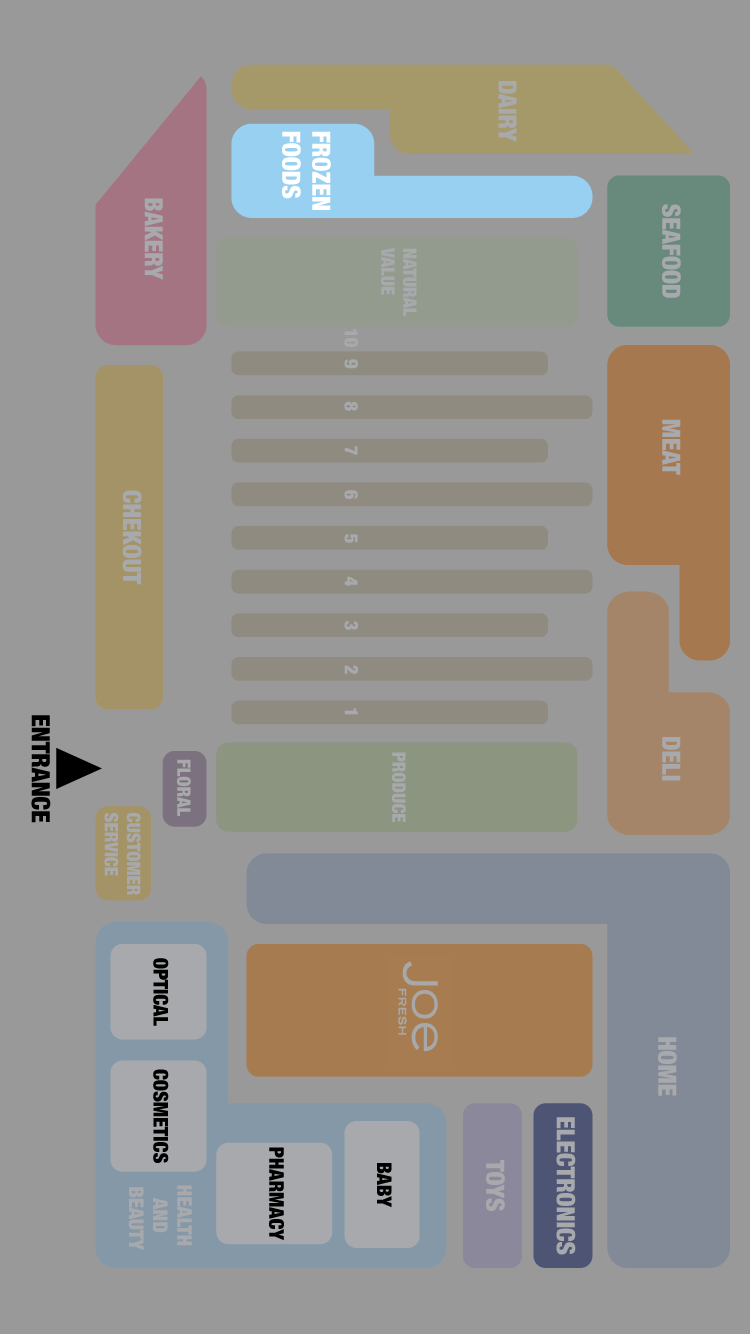 DAIRY
FROZEN
FOODS
BAKERY
SEAFOOD
NATURAL
VALUE
10
9
8
7
6
5
4
3
2
1
MEAT
CHEKOUT
DELI
ENTRANCE
FLORAL
PRODUCE
CUSTOMER
SERVICE
OPTICAL
JOE
FRESH
HOME
COSMETICS
HEALTH
AND
BEAUTY
PHARMACY
BABY
TOYS
ELECTRONICS